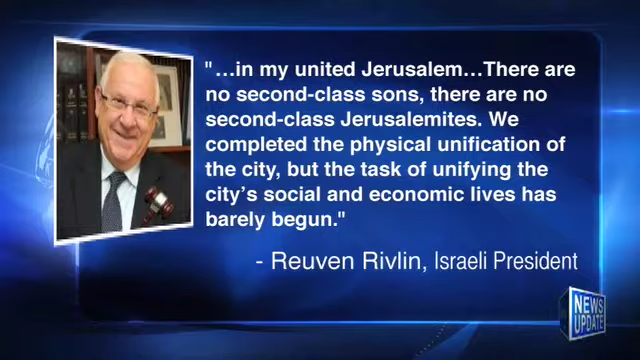 "...in my united Jerusalem...There are
no second-class sons, there are no
second-class Jerusalemites. We
completed the physical unification of
the city, but the task of unifying the
city's social and economic lives has
barely begun."
- Reuven Rivlin, Israeli President
NEWS
UPDATE